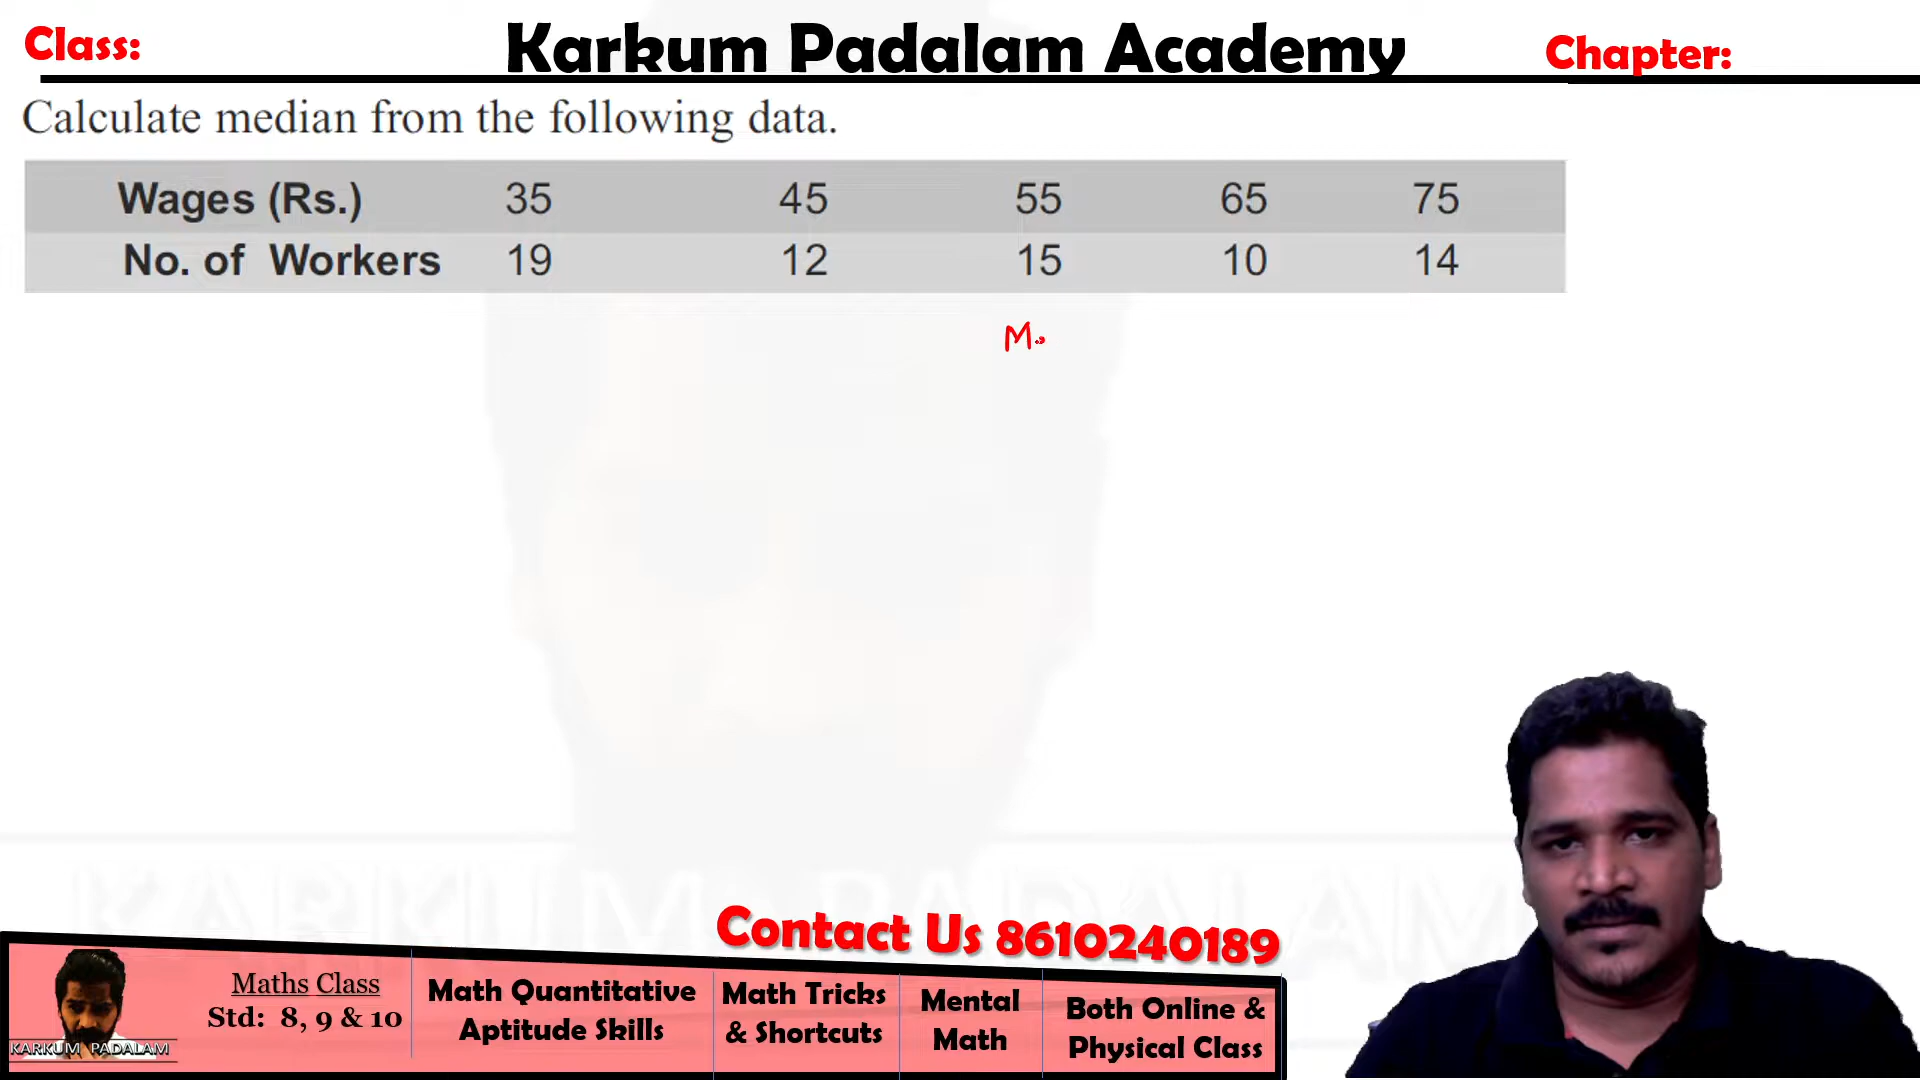 Class:
Karkum Padalam Academy
Chapter:
Calculate median from the following data.
Wages (Rs.) 35 45 55 65 75
No. of Workers 19 12 15 10 14
M.
KARKUM PADALAM
Contact Us 8610240189
KARKUM PADALAM
Maths Class
Std: 8, 9 & 10
Math Quantitative
Aptitude Skills
Math Tricks
& Shortcuts
Mental
Math
Both Online &
Physical Class